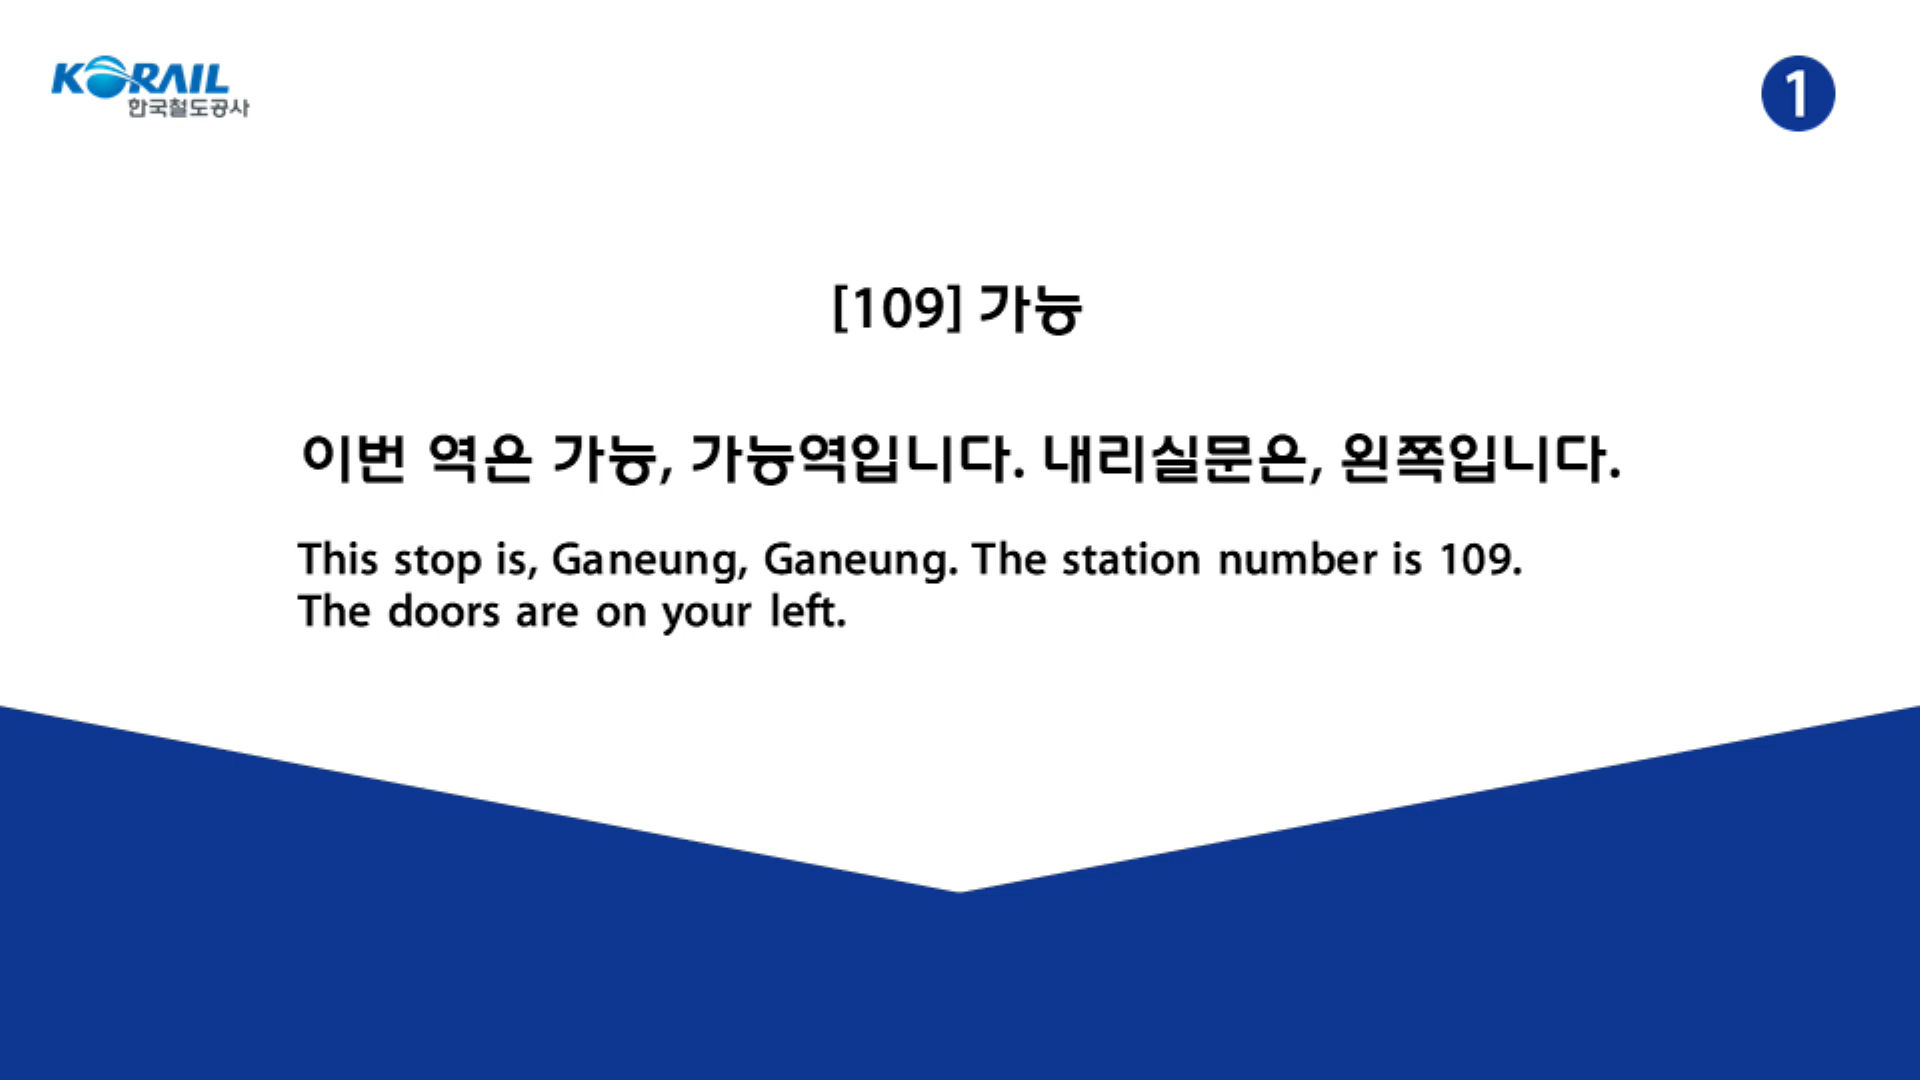 KORAIL
한국철도공사
1
[109] 가능
이번 역은 가능, 가능역입니다. 내리실문은, 왼쪽입니다.
This stop is, Ganeung, Ganeung. The station number is 109.
The doors are on your left.